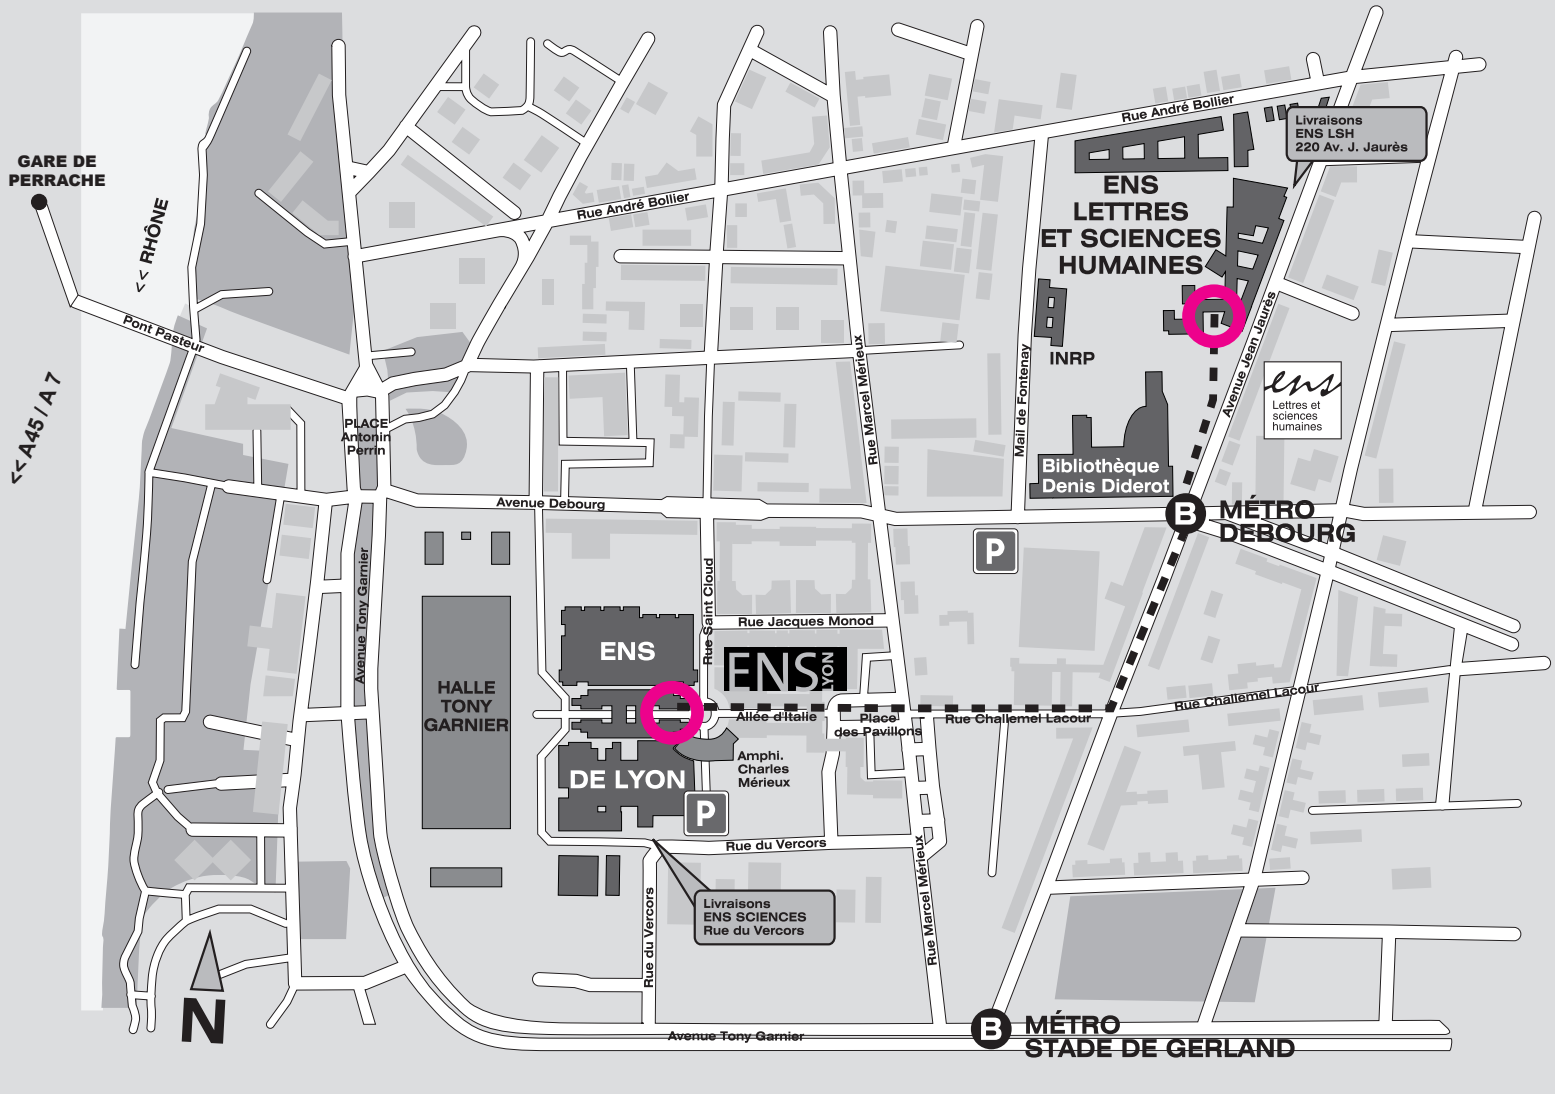 GARE DE
PERRACHE
<< RHÔNE
<< A45 / A 7
Pont Pasteur
PLACE
Antonin
Perrin
Rue André Bollier
Rue André Bollier
Livraisons
ENS LSH
220 Av. J. Jaurès
ENS
LETTRES
ET SCIENCES
HUMAINES
INRP
Avenue Jean Jaurès
ens
Lettres et
sciences
humaines
Mail de Fontenay
Rue Marcel Mérieux
Bibliothèque
Denis Diderot
B
MÉTRO
DEBOURG
Avenue Debourg
P
Avenue Tony Garnier
Rue Saint Cloud
Rue Jacques Monod
ENS
ENS LYON
HALLE
TONY
GARNIER
Allée d'Italie
Place
des Pavillons
Rue Challemel Lacour
Rue Challemel Lacour
DE LYON
Amphi.
Charles
Mérieux
P
Rue du Vercors
Livraisons
ENS SCIENCES
Rue du Vercors
Rue du Vercors
Rue Marcel Mérieux
N
Avenue Tony Garnier
B
MÉTRO
STADE DE GERLAND